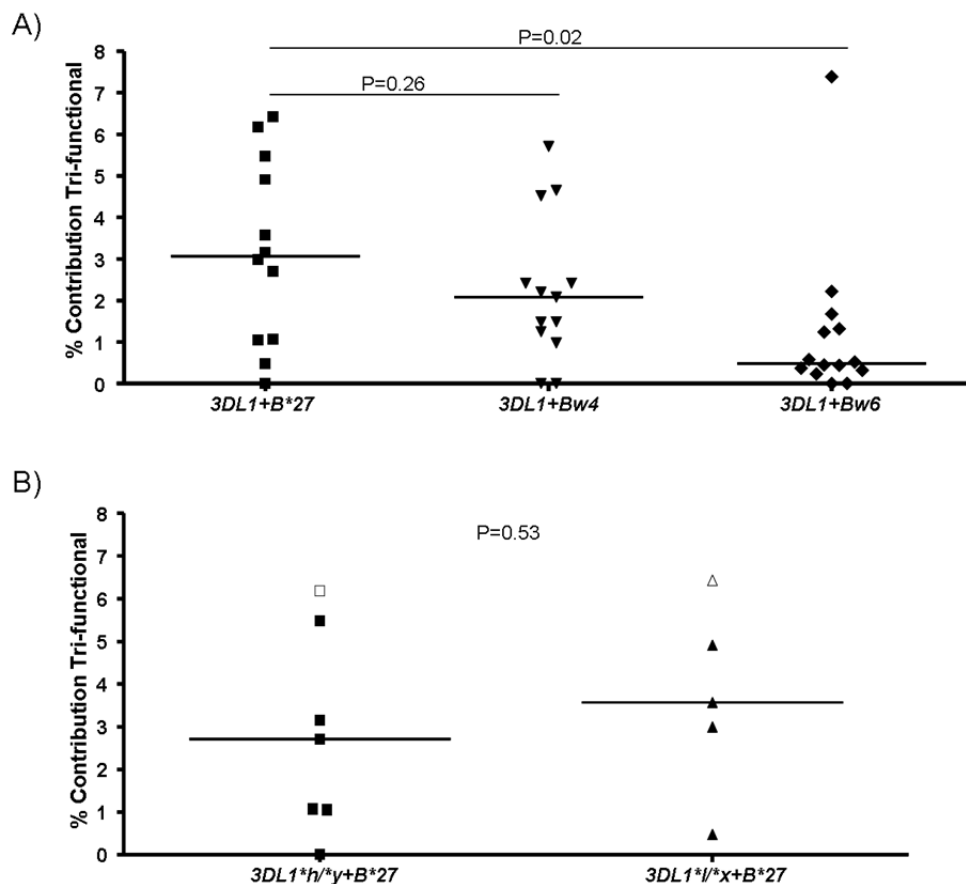 A)
P=0.02
P=0.26
% Contribution Tri-functional
8
7
6
5
4
3
2
1
0
3DL1+B*27
3DL1+Bw4
3DL1+Bw6
B)
P=0.53
% Contribution Tri-functional
8
7
6
5
4
3
2
1
0
3DL1*h/*y+B*27
3DL1*l/*x+B*27